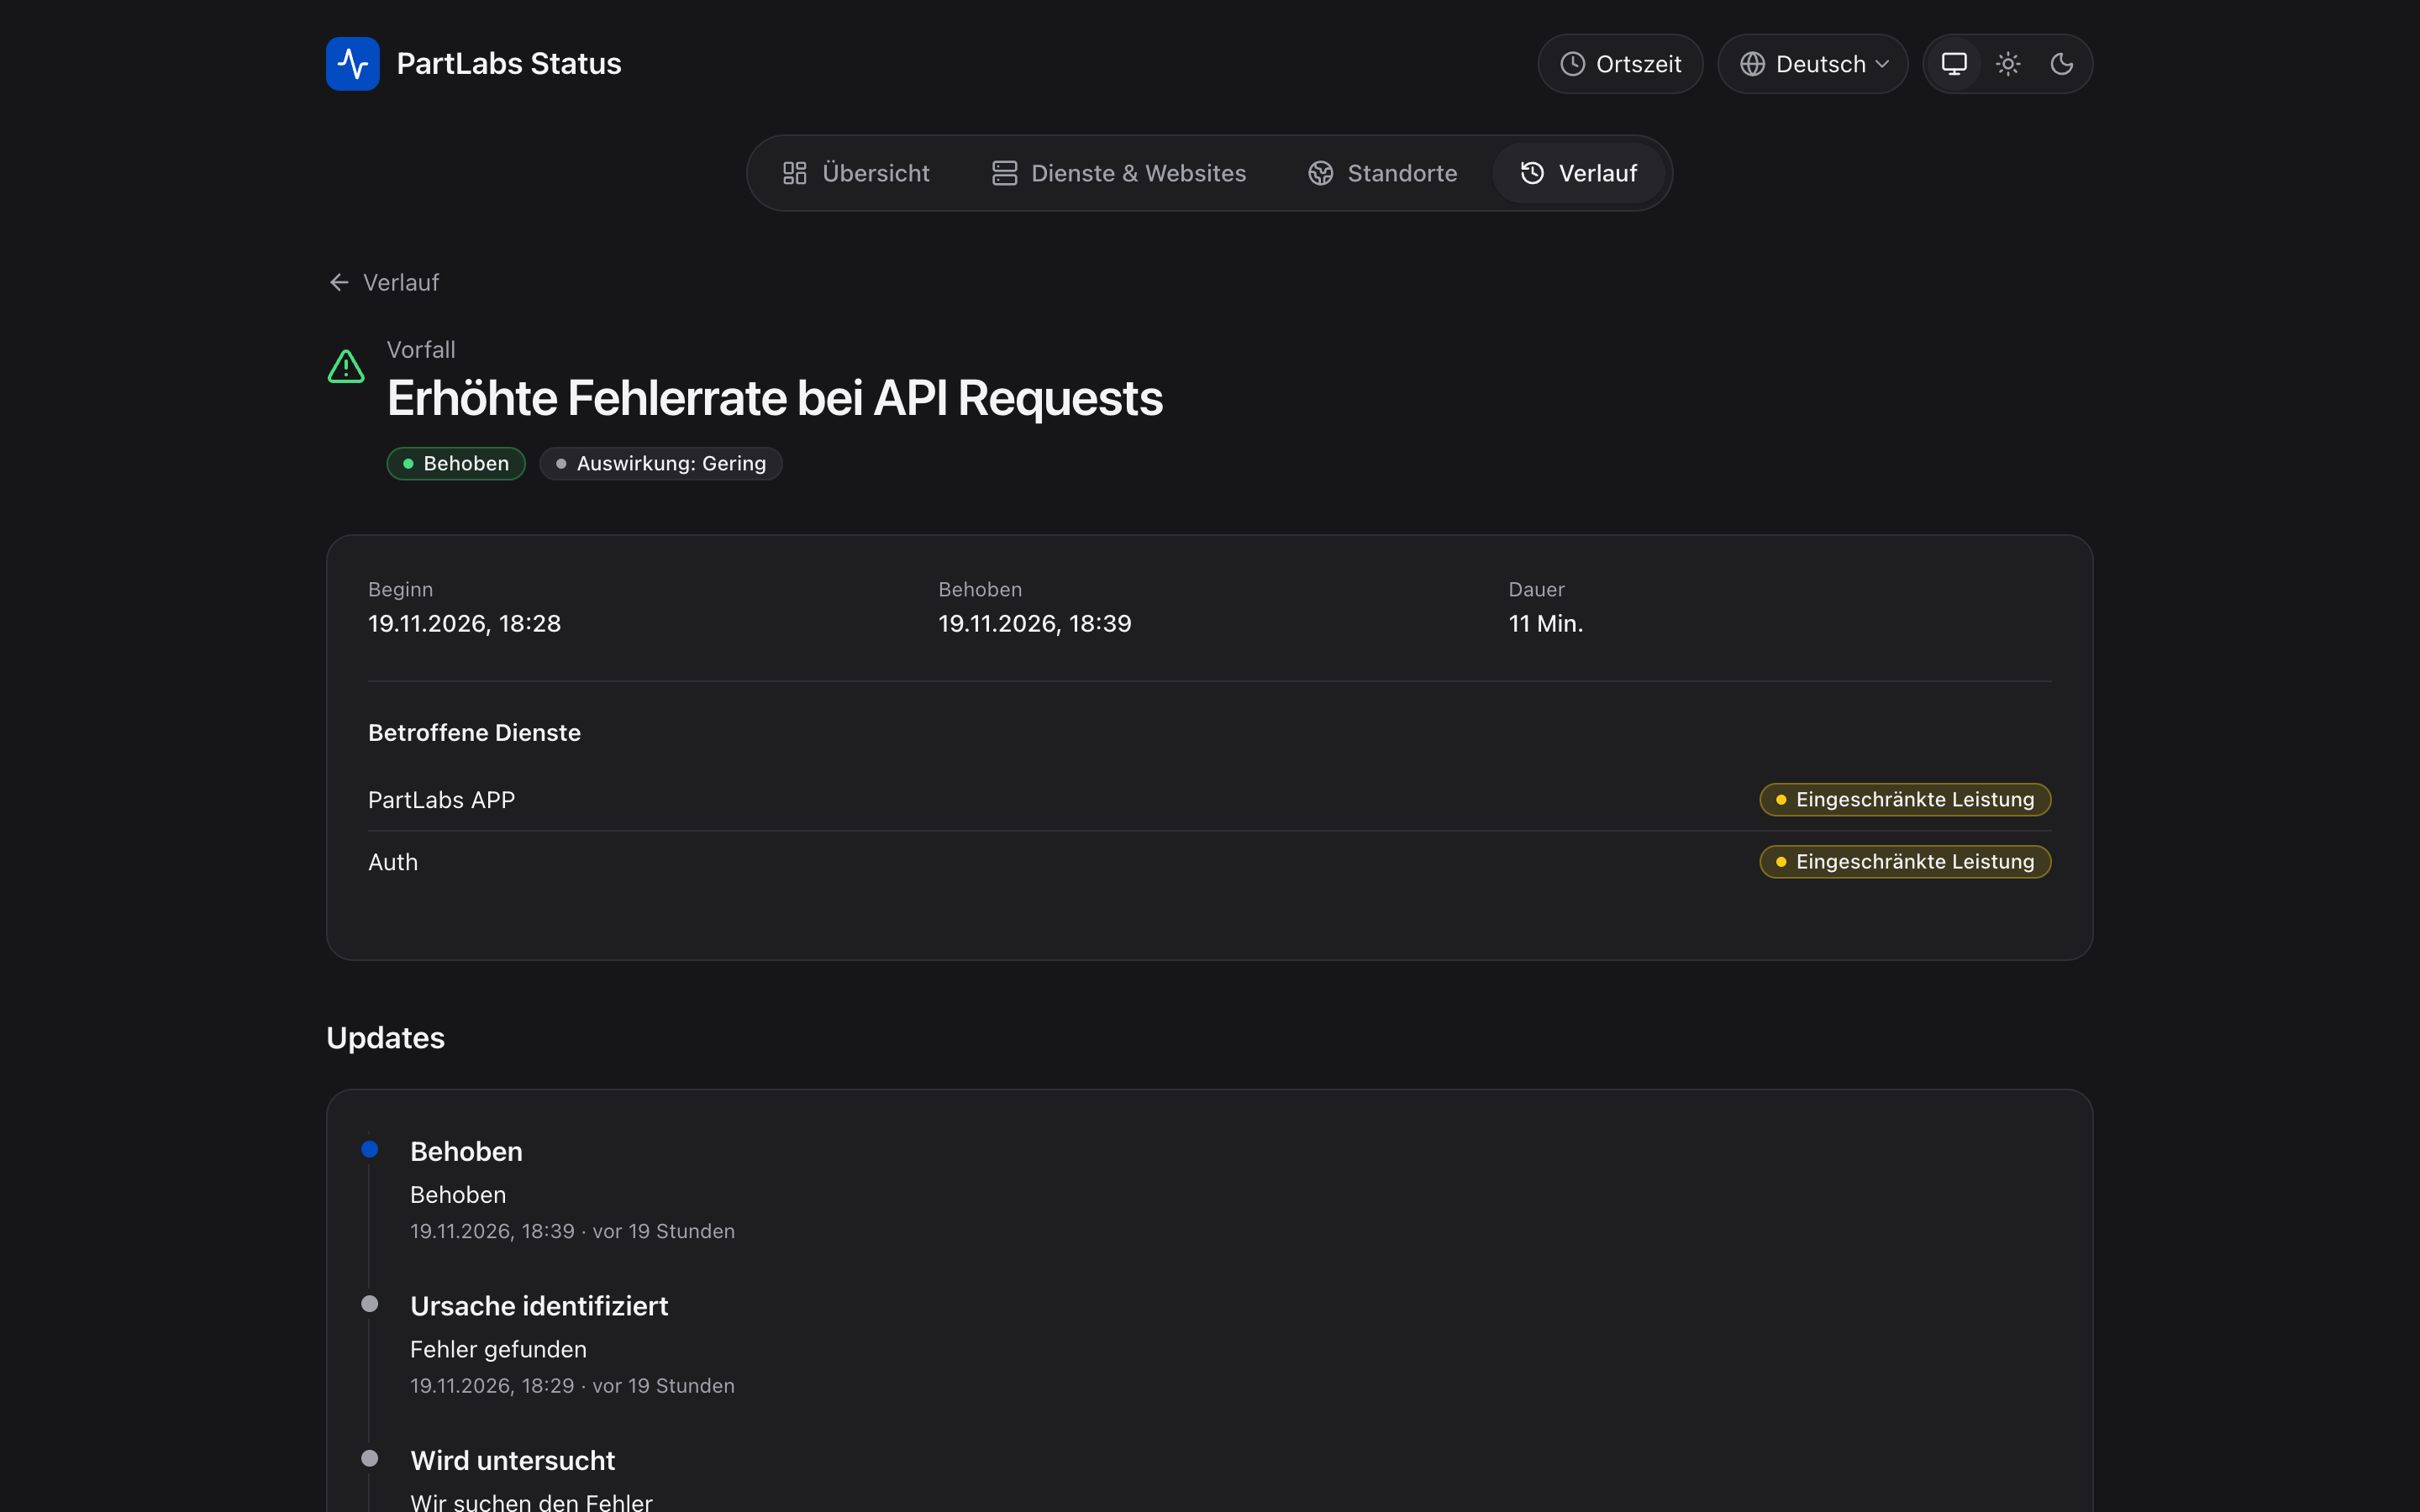 PartLabs Status
Ortszeit
Deutsch
Übersicht
Dienste & Websites
Standorte
Verlauf
Verlauf
Vorfall
Erhöhte Fehlerrate bei API Requests
Behoben
Auswirkung: Gering
Beginn
19.11.2026, 18:28
Behoben
19.11.2026, 18:39
Dauer
11 Min.
Betroffene Dienste
PartLabs APP
Eingeschränkte Leistung
Auth
Eingeschränkte Leistung
Updates
Behoben
Behoben
19.11.2026, 18:39 · vor 19 Stunden
Ursache identifiziert
Fehler gefunden
19.11.2026, 18:29 · vor 19 Stunden
Wird untersucht
Wir suchen den Fehler